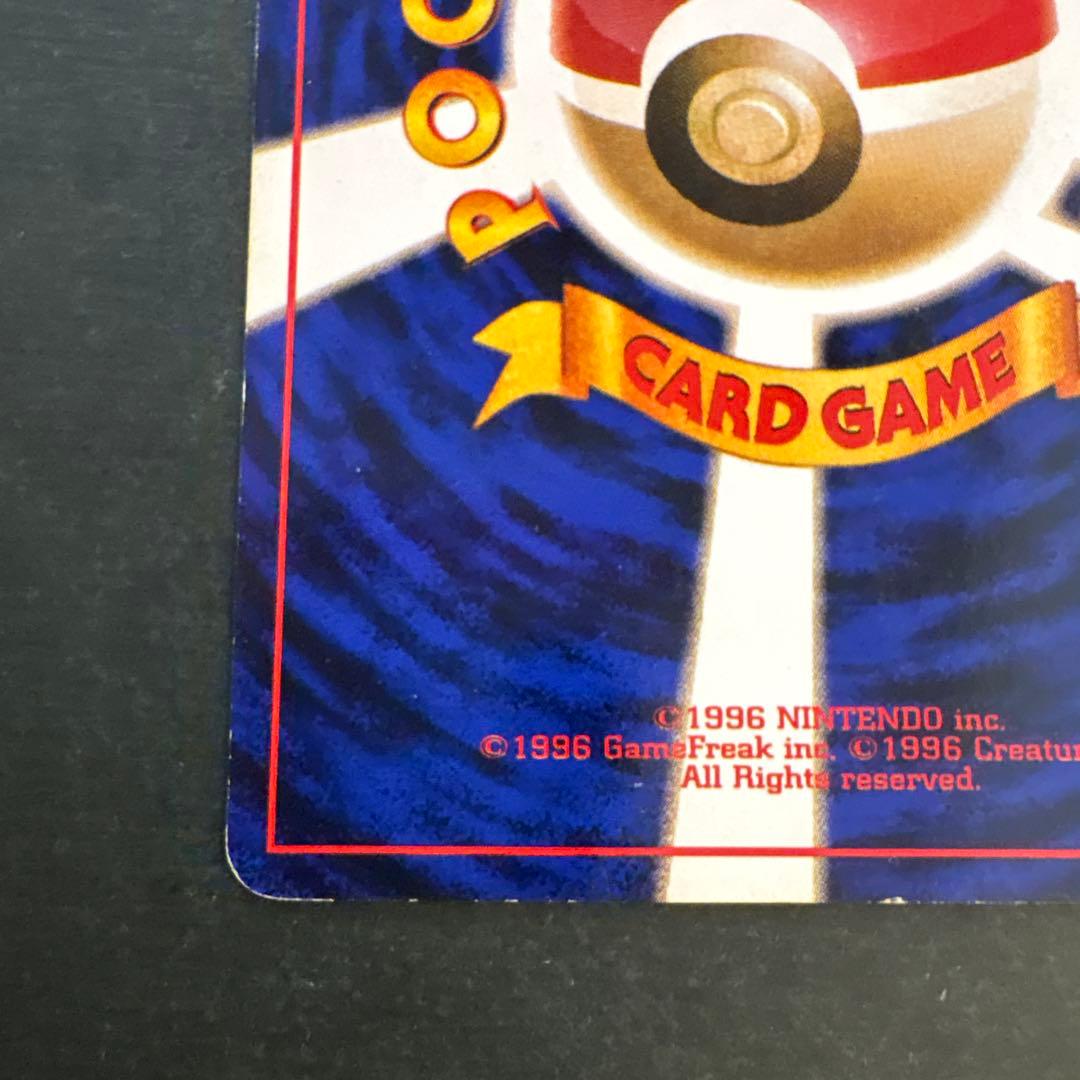 POC
CARD GAME
©1996 NINTENDO inc.
©1996 GameFreak inc. ©1996 Creatur
All Rights reserved.